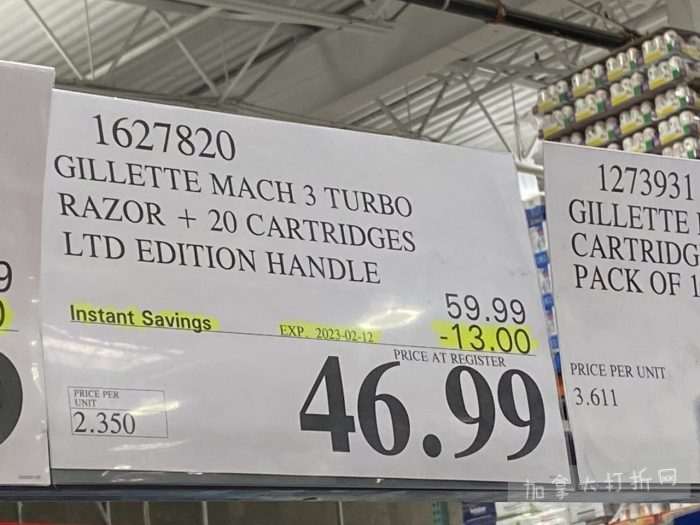 1627820
GILLETTE MACH 3 TURBO
RAZOR + 20 CARTRIDGES
LTD EDITION HANDLE
59.99
Instant Savings EXP. 2023-02-12 -13.00
PRICE AT REGISTER
46.99
PRICE PER
UNIT
2.350
1273931
GILLETTE
CARTRIDG
PACK OF 1
PRICE PER UNIT
3.611
9
加拿大打折网